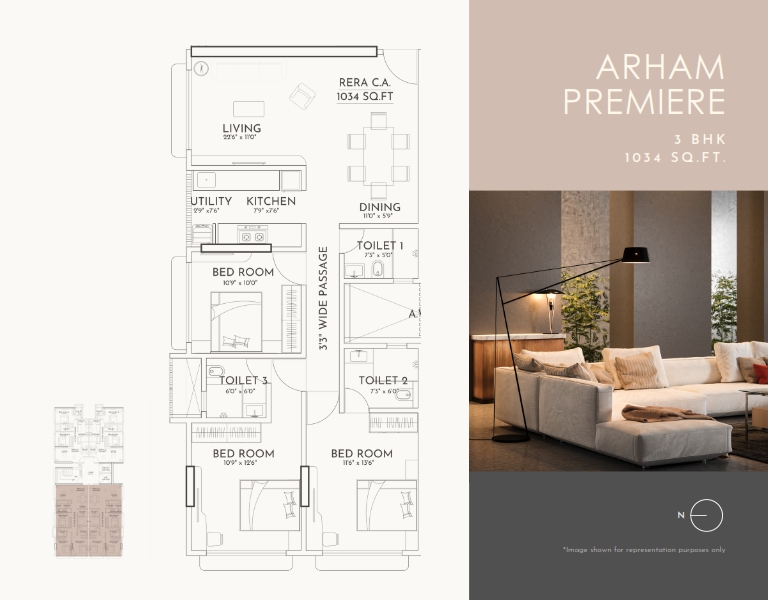 RERA C.A.
1034 SQ.FT
LIVING
22'6" x 11'0"
UTILITY
2'9" x7'6"
KITCHEN
7'9" x7'6"
DINING
11'0" x 5'9"
TOILET 1
7'3" x 5'0"
BED ROOM
10'9" x 10'0"
3'3" WIDE PASSAGE
A.
TOILET 3
6'0" x 6'0"
TOILET 2
7'3" x 6'0"
BED ROOM
10'9" x 12'6"
BED ROOM
11'6" x 13'6"
ARHAM
PREMIERE
3 BHK
1034 SQ.FT.
N
*Image shown for representation purposes only